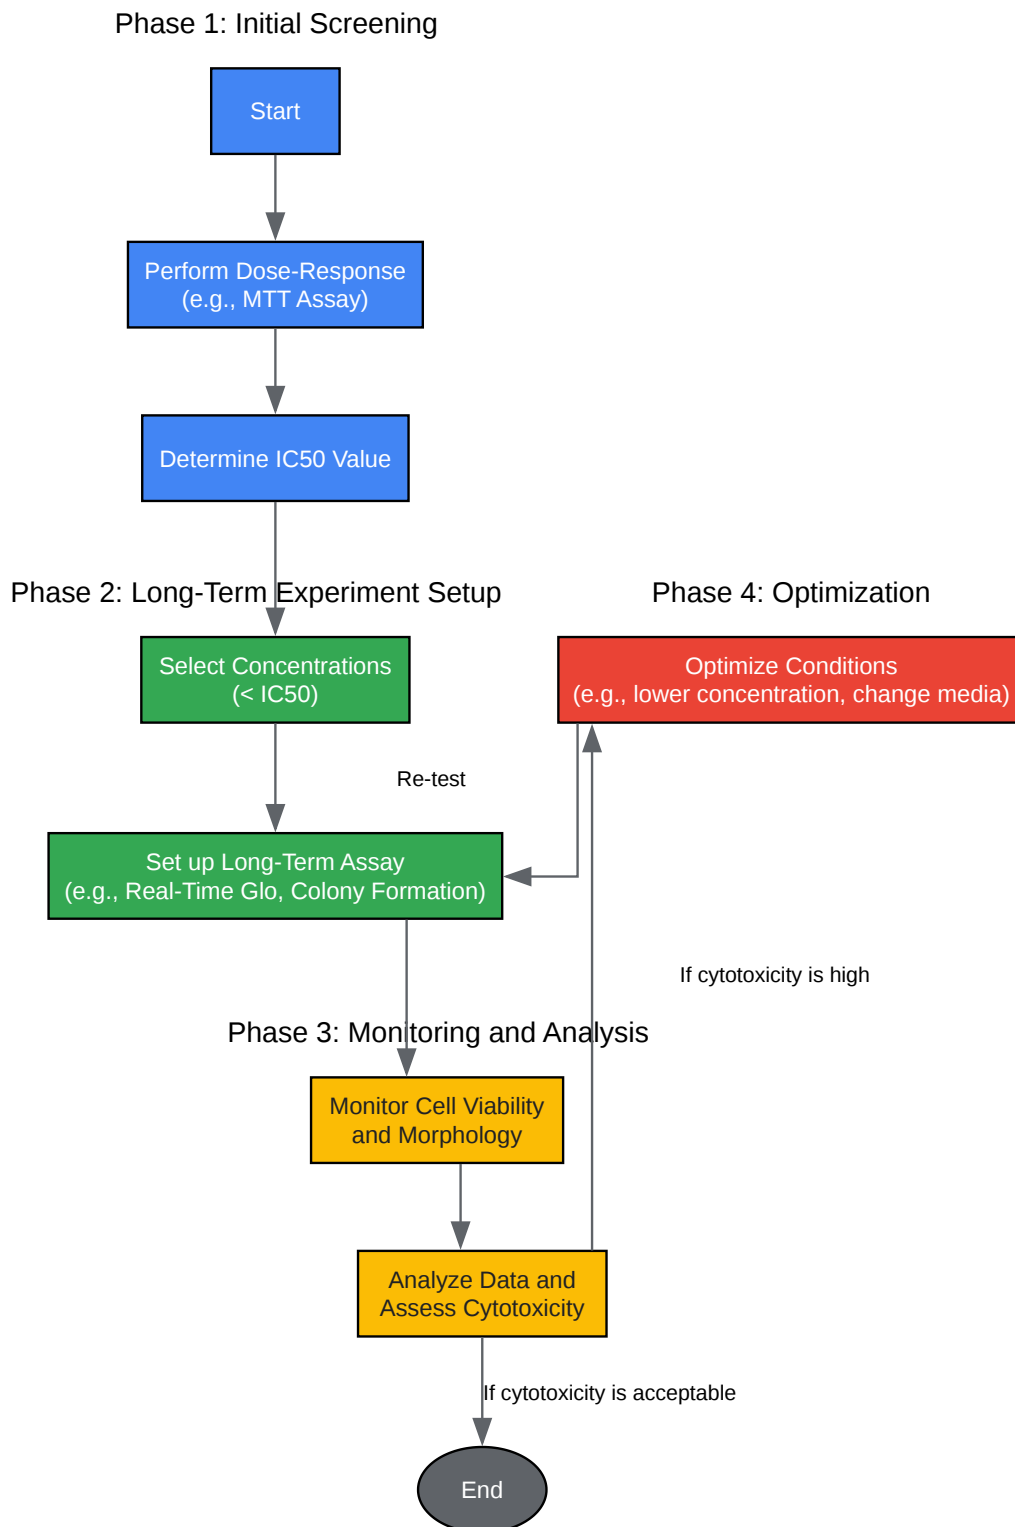 Phase 1: Initial Screening
Start
Perform Dose-Response
(e.g., MTT Assay)
Determine IC50 Value
Phase 2: Long-Term Experiment Setup
Phase 4: Optimization
Select Concentrations
(< IC50)
Optimize Conditions
(e.g., lower concentration, change media)
Re-test
Set up Long-Term Assay
(e.g., Real-Time Glo, Colony Formation)
If cytotoxicity is high
Phase 3: Monitoring and Analysis
Monitor Cell Viability
and Morphology
Analyze Data and
Assess Cytotoxicity
If cytotoxicity is acceptable
End